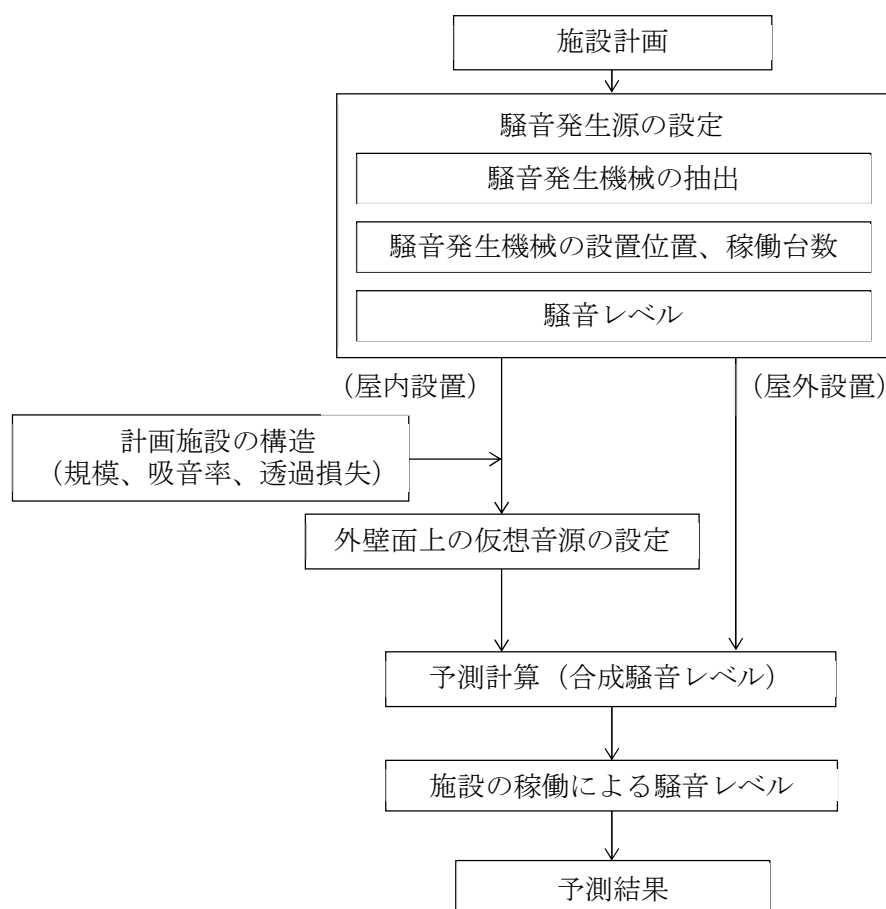 施設計画
騒音発生源の設定
騒音発生機械の抽出
騒音発生機械の設置位置、稼働台数
騒音レベル
（屋内設置）
（屋外設置）
計画施設の構造
（規模、吸音率、透過損失）
外壁面上の仮想音源の設定
予測計算（合成騒音レベル）
施設の稼働による騒音レベル
予測結果